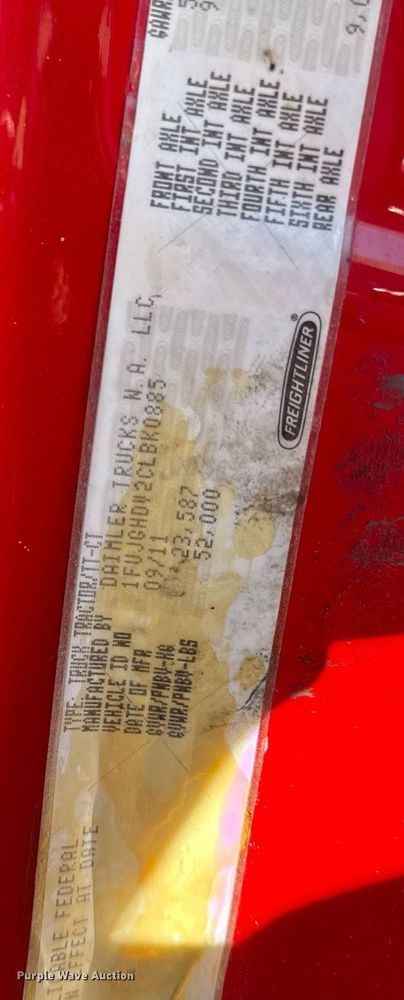 ABLE FEDERAL
EFFECT AT DATE
TYPE: TRUCK TRACTOR/TT-CT
MANUFACTURED BY DAIMLER TRUCKS N.A. LLC,
VEHICLE ID NO 1FUJGHDV2CLBK0885
DATE OF MFR 09/11
GVWR/PNBV-KG 23,587
GVWR/PNBV-LBS 52,000
FREIGHTLINER®
GAWR
FRONT AXLE
FIRST INT AXLE
SECOND INT AXLE
THIRD INT AXLE
FOURTH INT AXLE
FIFTH INT AXLE
SIXTH INT AXLE
REAR AXLE
Purple Wave Auction